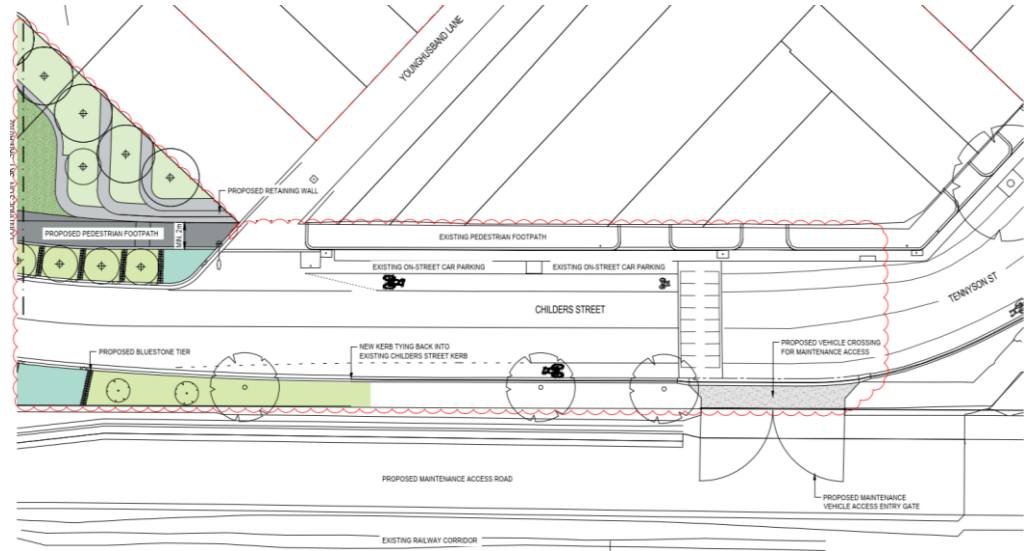 YOUNGHUSBAND LANE
PROPOSED RETAINING WALL
PROPOSED PEDESTRIAN FOOTPATH
MIN. 2m
EXISTING PEDESTRIAN FOOTPATH
EXISTING ON-STREET CAR PARKING
EXISTING ON-STREET CAR PARKING
TENNYSON ST
CHILDERS STREET
PROPOSED BLUESTONE TIER
NEW KERB TYING BACK INTO
EXISTING CHILDERS STREET KERB
PROPOSED VEHICLE CROSSING
FOR MAINTENANCE ACCESS
PROPOSED MAINTENANCE ACCESS ROAD
PROPOSED MAINTENANCE
VEHICLE ACCESS ENTRY GATE
EXISTING RAILWAY CORRIDOR